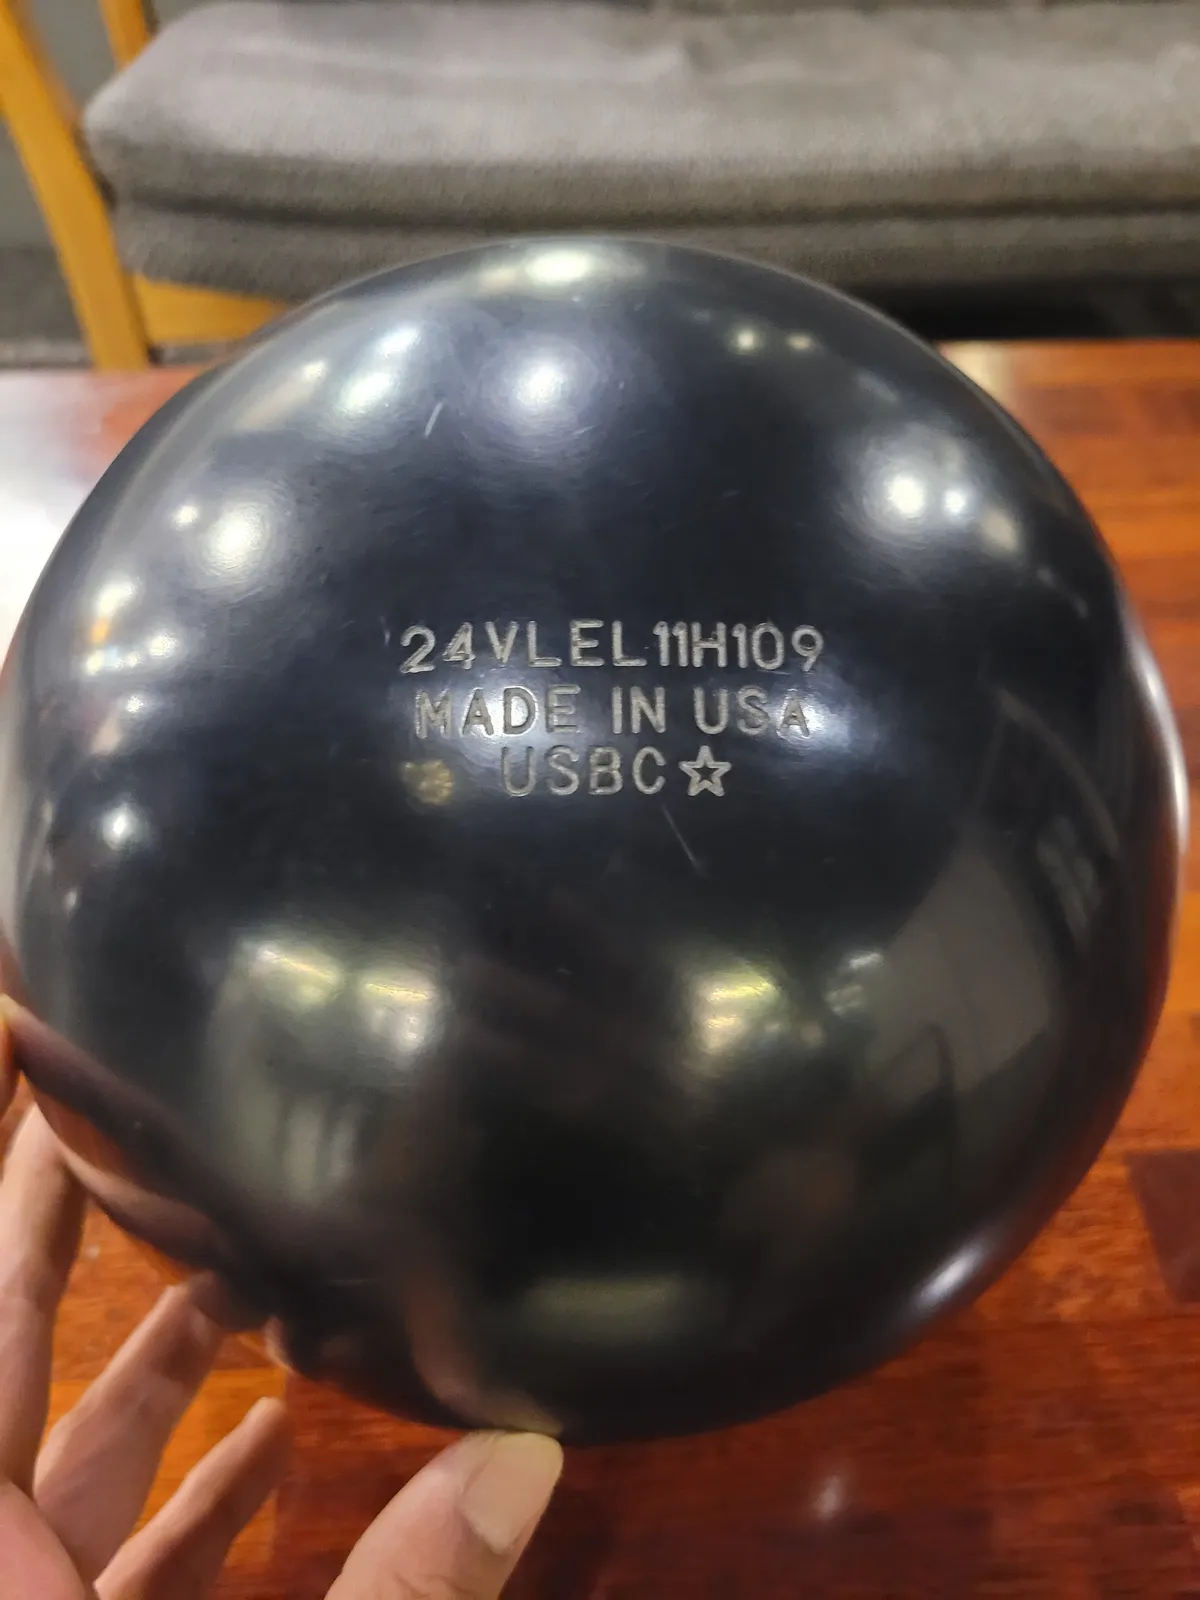 24VLEL11H109
MADE IN USA
USBC☆